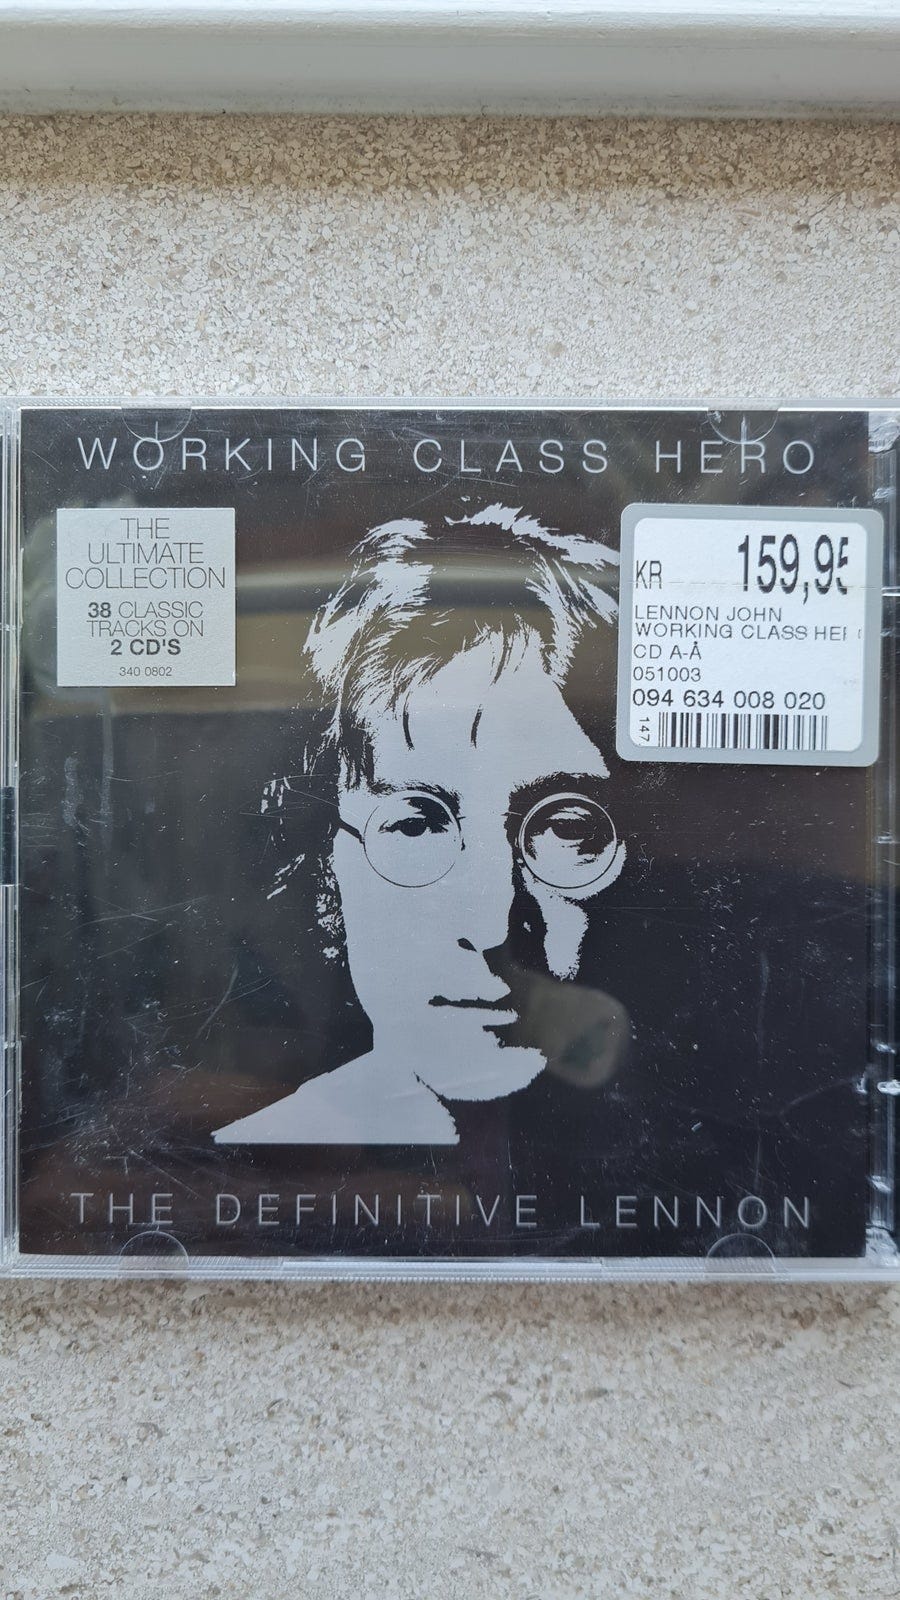 WORKING CLASS HERO
THE
ULTIMATE
COLLECTION
38 CLASSIC
TRACKS ON
2 CD'S
340 0802
KR 159,95
LENNON JOHN
WORKING CLASS HER
CD A-Å
051003
094 634 008 020
147
THE DEFINITIVE LENNON